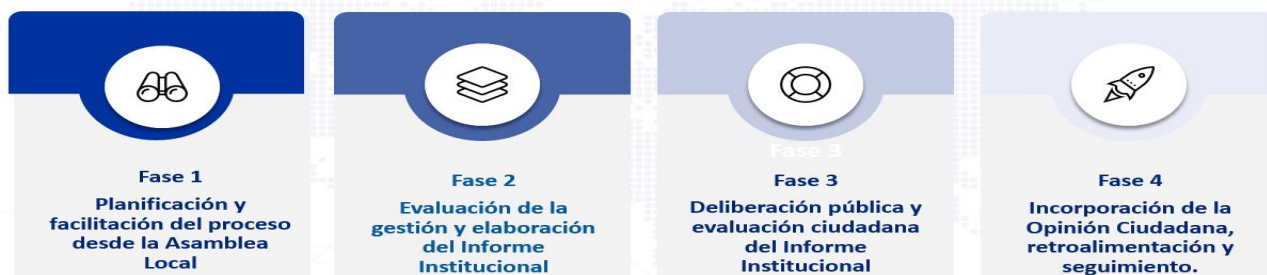 Fase 1
Planificación y
facilitación del proceso
desde la Asamblea
Local
Fase 2
Evaluación de la
gestión y elaboración
del Informe
Institucional
Fase 3
Fase 3
Deliberación pública y
evaluación ciudadana
del Informe
Institucional
Fase 4
Incorporación de la
Opinión Ciudadana,
retroalimentación y
seguimiento.